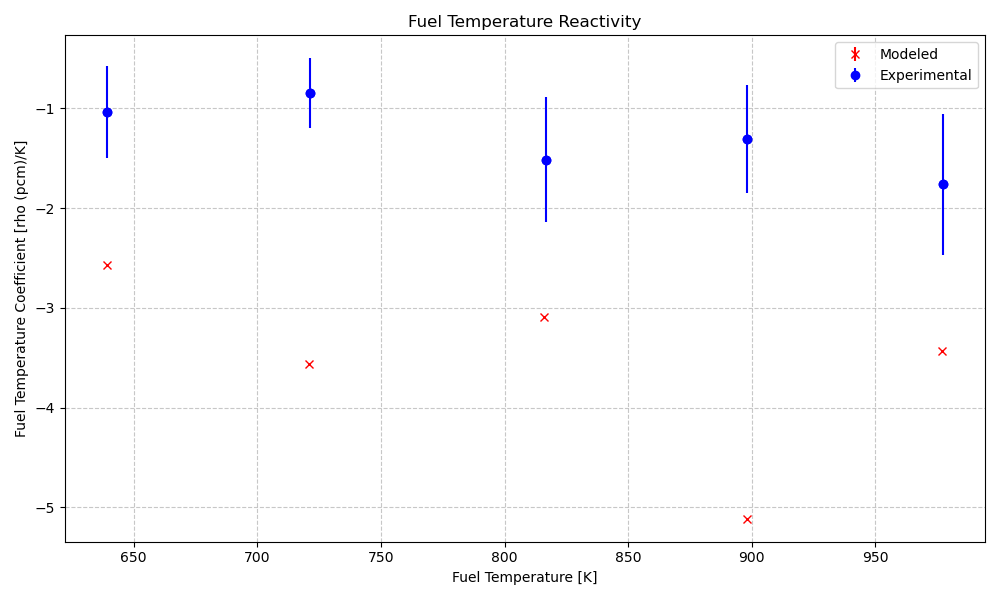 Fuel Temperature Reactivity
Modeled
Experimental
Fuel Temperature Coefficient [rho (pcm)/K]
−1
−2
−3
−4
−5
650 700 750 800 850 900 950
Fuel Temperature [K]